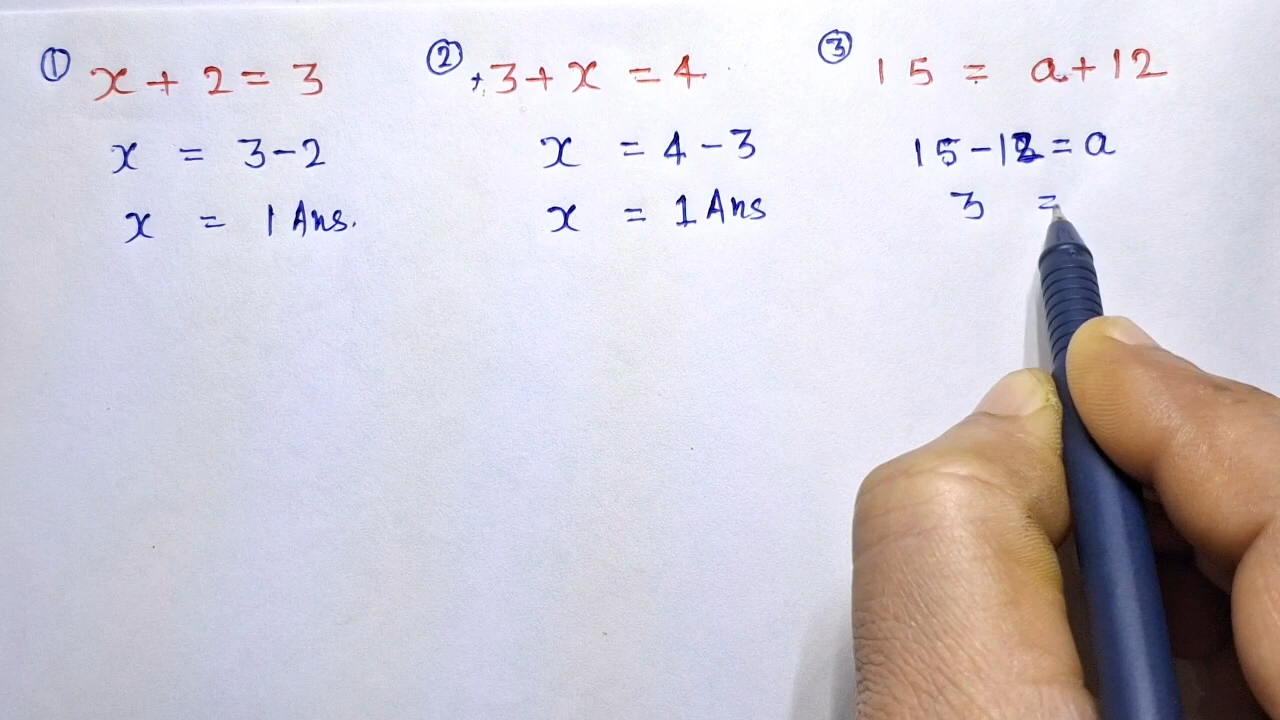 ① x + 2 = 3
x = 3 - 2
x = 1 Ans.
② +3 + x = 4
x = 4 - 3
x = 1 Ans
③ 15 = a + 12
15 - 12 = a
3 =